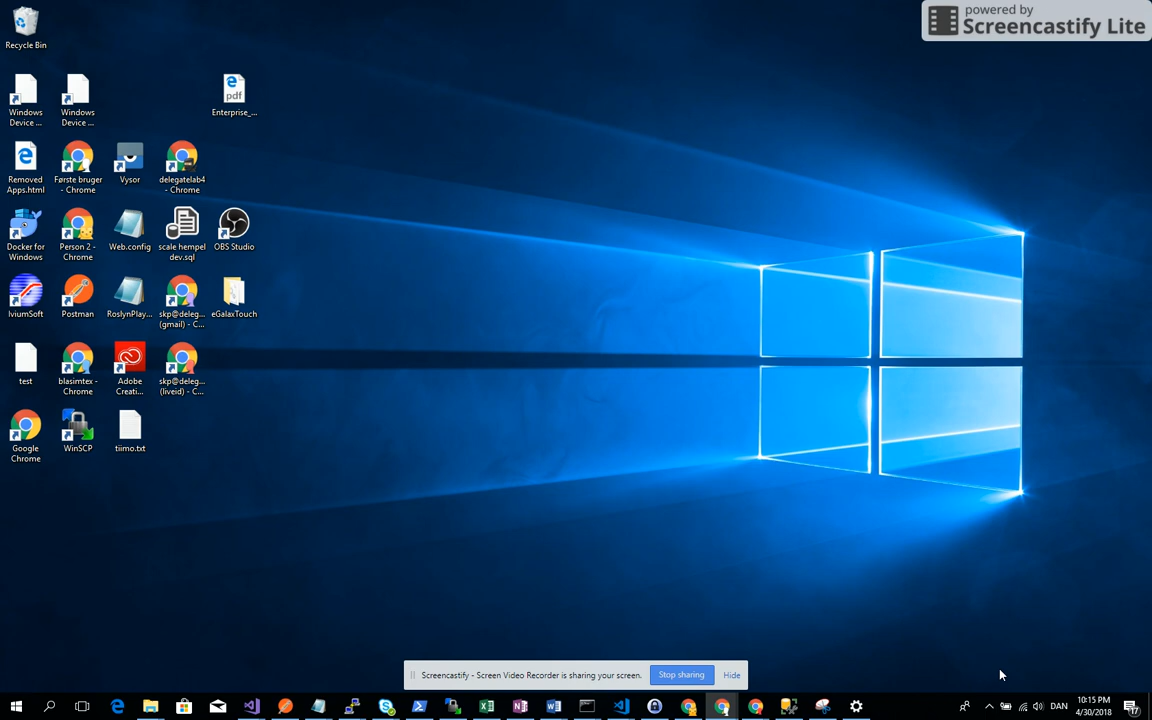 powered by
Screencastify Lite
Recycle Bin
Windows
Device ...
Windows
Device ...
Enterprise_...
pdf
Removed
Apps.html
Første bruger
- Chrome
Vysor
delegatelab4
- Chrome
Docker for
Windows
Person 2 -
Chrome
Web.config
scale hempel
dev.sql
OBS Studio
IviumSoft
Postman
RoslynPlay...
skp@deleg...
(gmail) - C...
eGalaxTouch
test
blasimtex -
Chrome
Adobe
Creati...
skp@deleg...
(liveid) - C...
Google
Chrome
WinSCP
tiimo.txt
Screencastify - Screen Video Recorder is sharing your screen.
Stop sharing
Hide
DAN
10:15 PM
4/30/2018